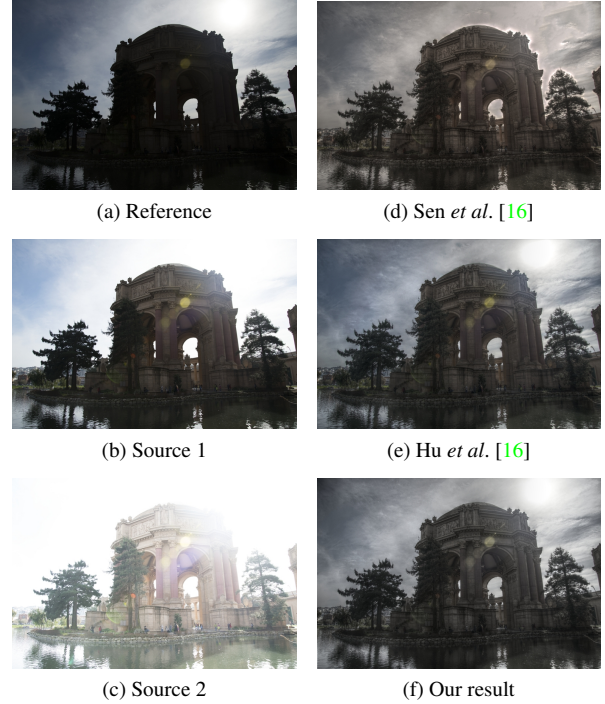 (a) Reference
(d) Sen et al. [16]
(b) Source 1
(e) Hu et al. [16]
(c) Source 2
(f) Our result